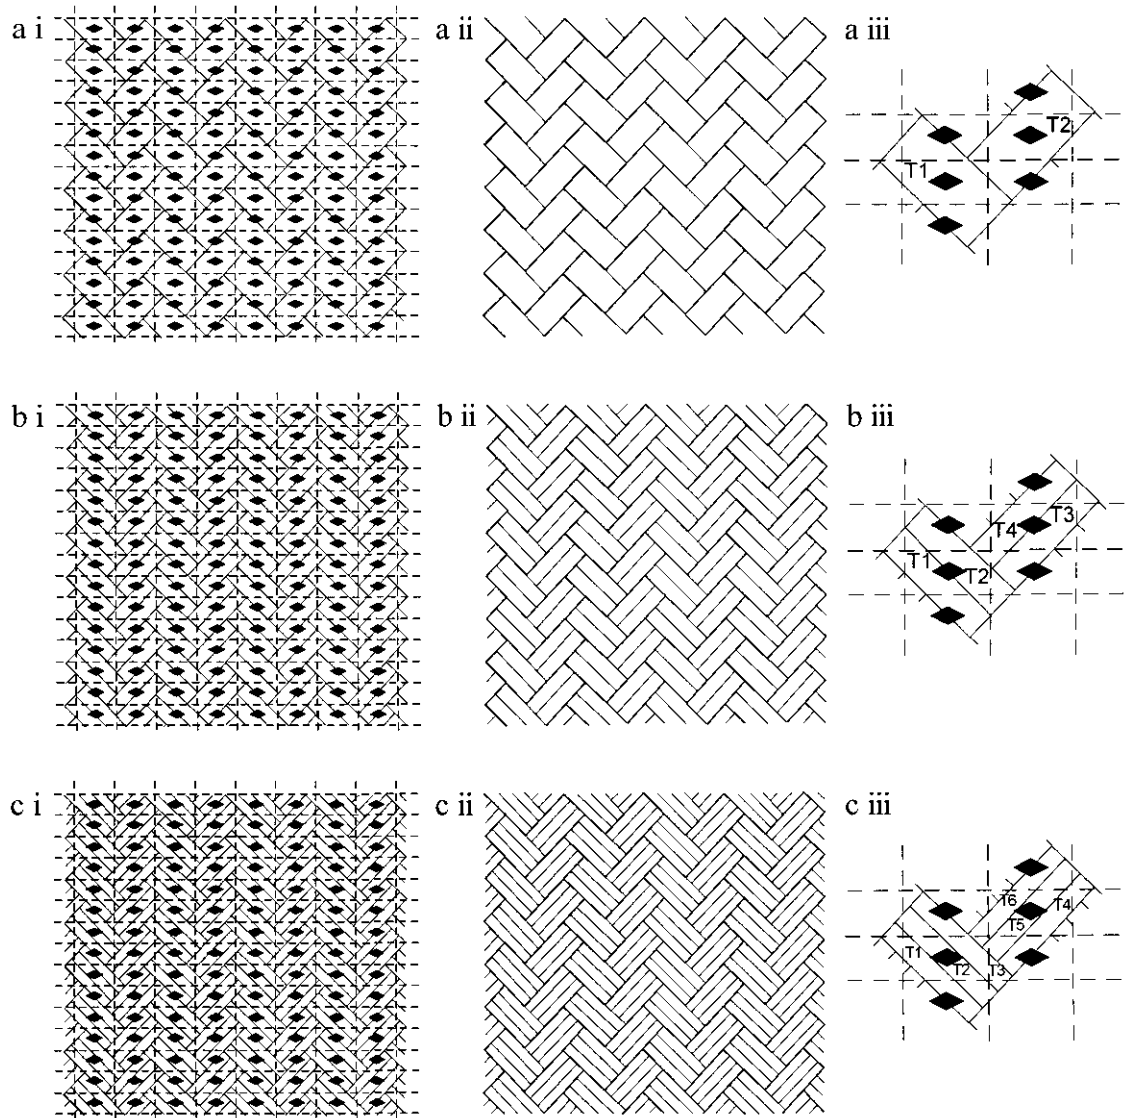 a i a ii a iii
T2
T1
b i b ii b iii
T3
T4
T1 T2
c i c ii c iii
T6 T4
T5
T1 T2 T3